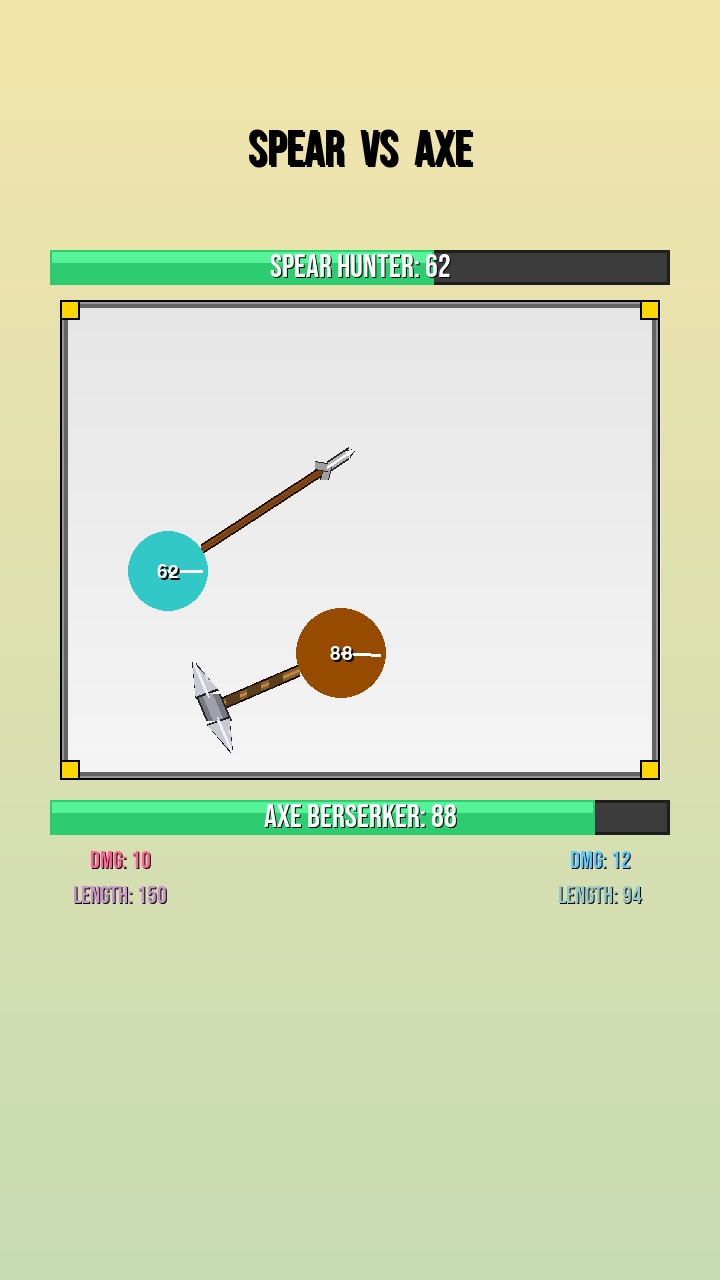 SPEAR VS AXE
SPEAR HUNTER: 62
62
88
AXE BERSERKER: 88
DMG: 10
DMG: 12
LENGTH: 150
LENGTH: 94